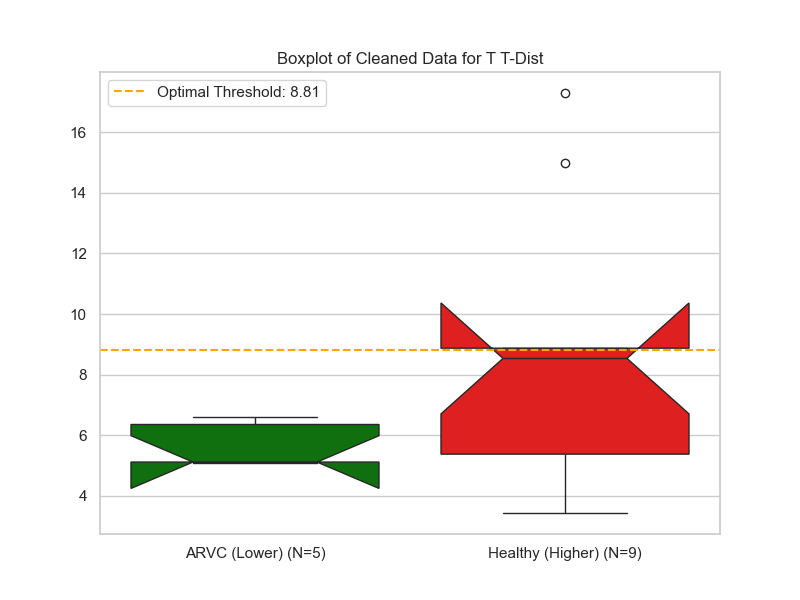 Boxplot of Cleaned Data for T T-Dist
Optimal Threshold: 8.81
16
14
12
10
8
6
4
ARVC (Lower) (N=5)
Healthy (Higher) (N=9)